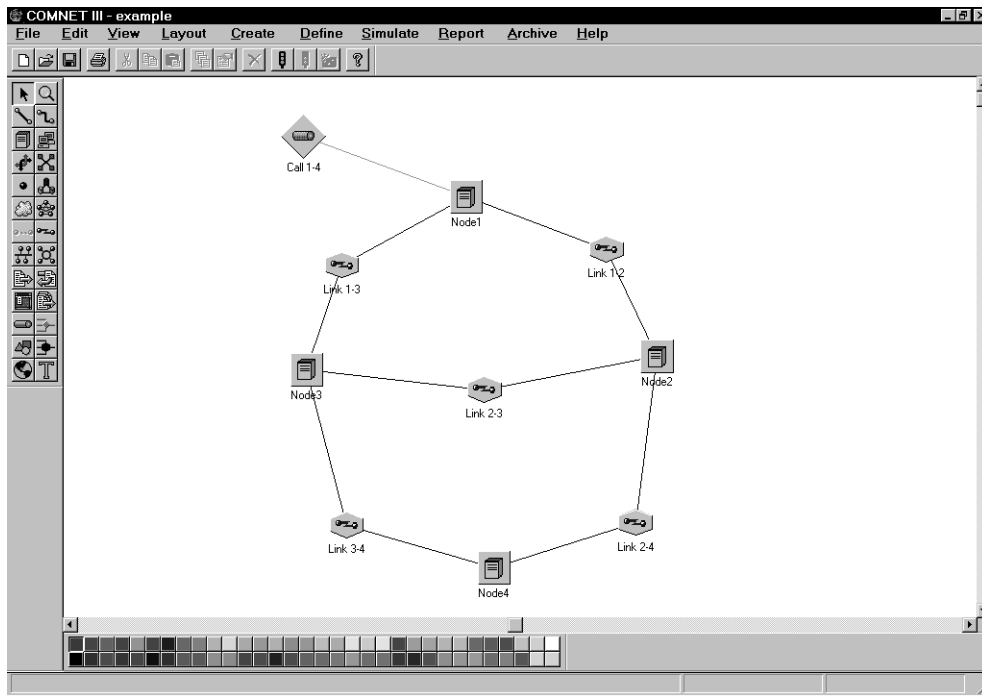 COMNET III - example
File Edit View Layout Create Define Simulate Report Archive Help
Call 1-4
Node1
Link 1-2
Link 1-3
Node2
Node3
Link 2-3
Link 3-4
Link 2-4
Node4